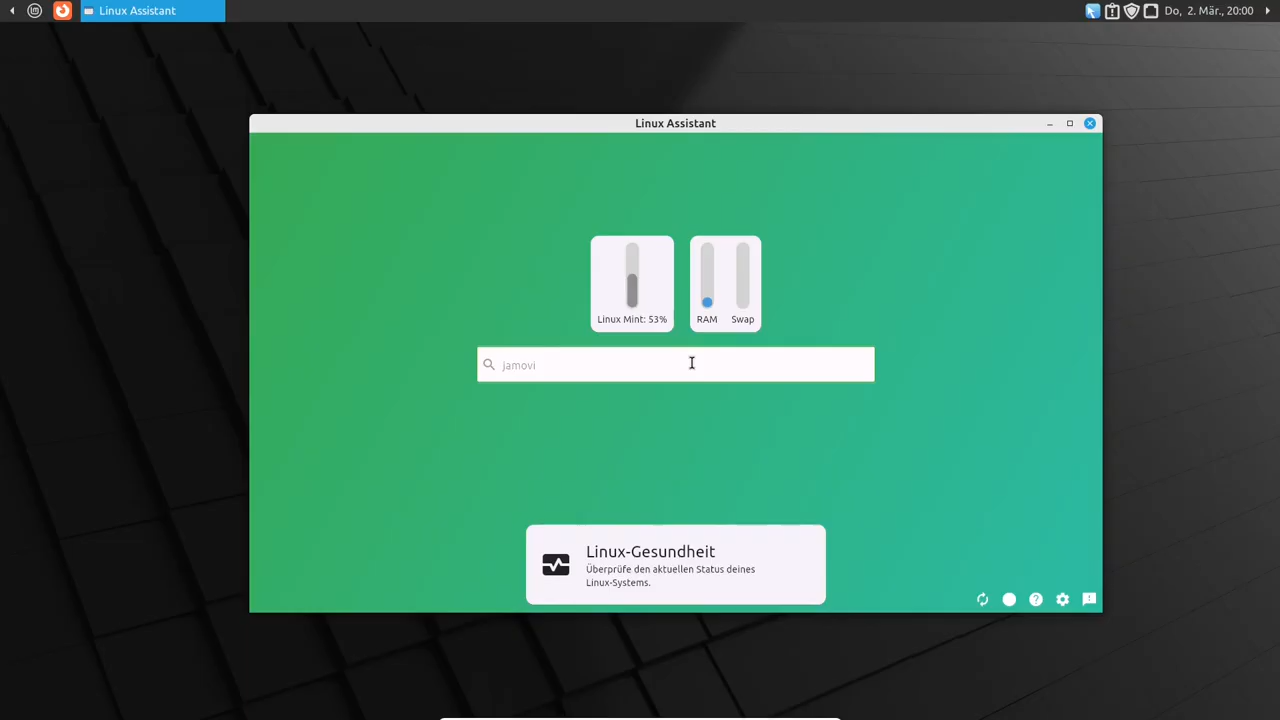 Linux Assistant
Do, 2. Mär., 20:00
Linux Assistant
Linux Mint: 53%
RAM
Swap
jamovi
Linux-Gesundheit
Überprüfe den aktuellen Status deines
Linux-Systems.